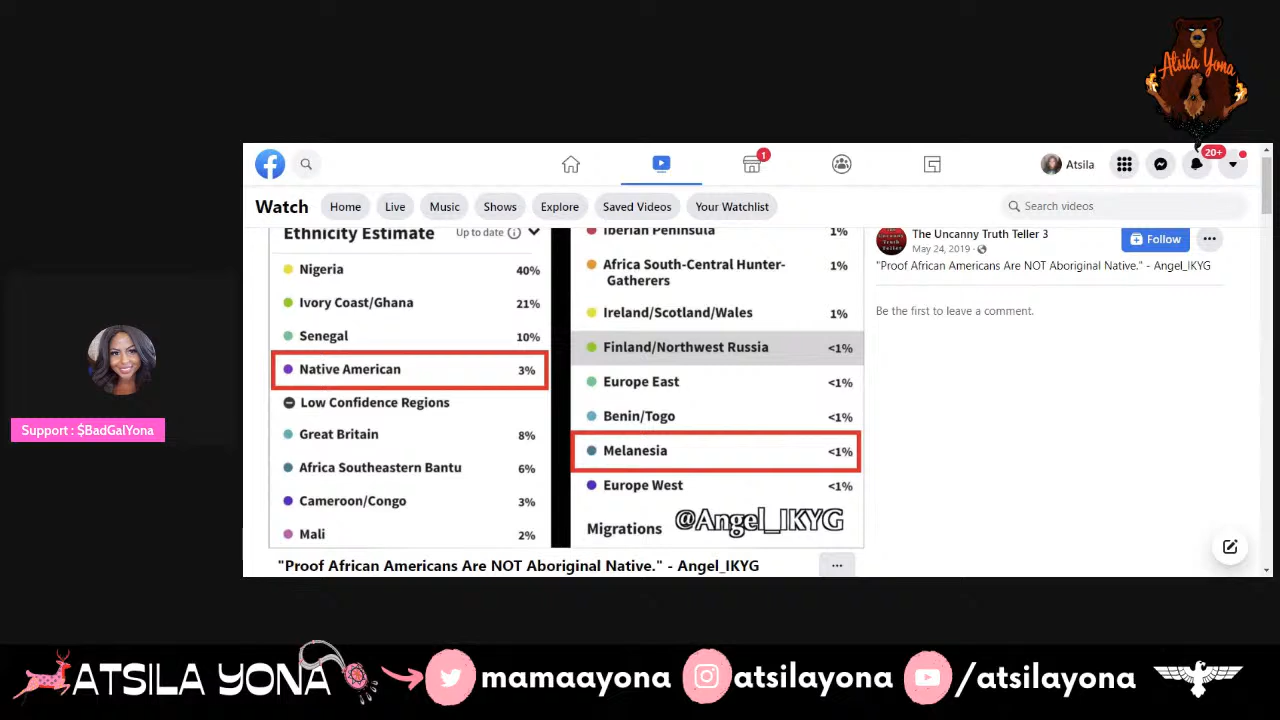 Atsila Yona
Atsila
1
20+
Watch
Home
Live
Music
Shows
Explore
Saved Videos
Your Watchlist
Search videos
Ethnicity Estimate
Up to date
Nigeria 40%
Ivory Coast/Ghana 21%
Senegal 10%
Native American 3%
Low Confidence Regions
Great Britain 8%
Africa Southeastern Bantu 6%
Cameroon/Congo 3%
Mali 2%
Iberian Peninsula 1%
Africa South-Central Hunter-
Gatherers 1%
Ireland/Scotland/Wales 1%
Finland/Northwest Russia <1%
Europe East <1%
Benin/Togo <1%
Melanesia <1%
Europe West <1%
Migrations
@Angel_IKYG
The Uncanny Truth Teller 3
May 24, 2019 ·
Follow
"Proof African Americans Are NOT Aboriginal Native." - Angel_IKYG
Be the first to leave a comment.
"Proof African Americans Are NOT Aboriginal Native." - Angel_IKYG
Support : $BadGalYona
ATSILA YONA
mamaayona
atsilayona
/atsilayona